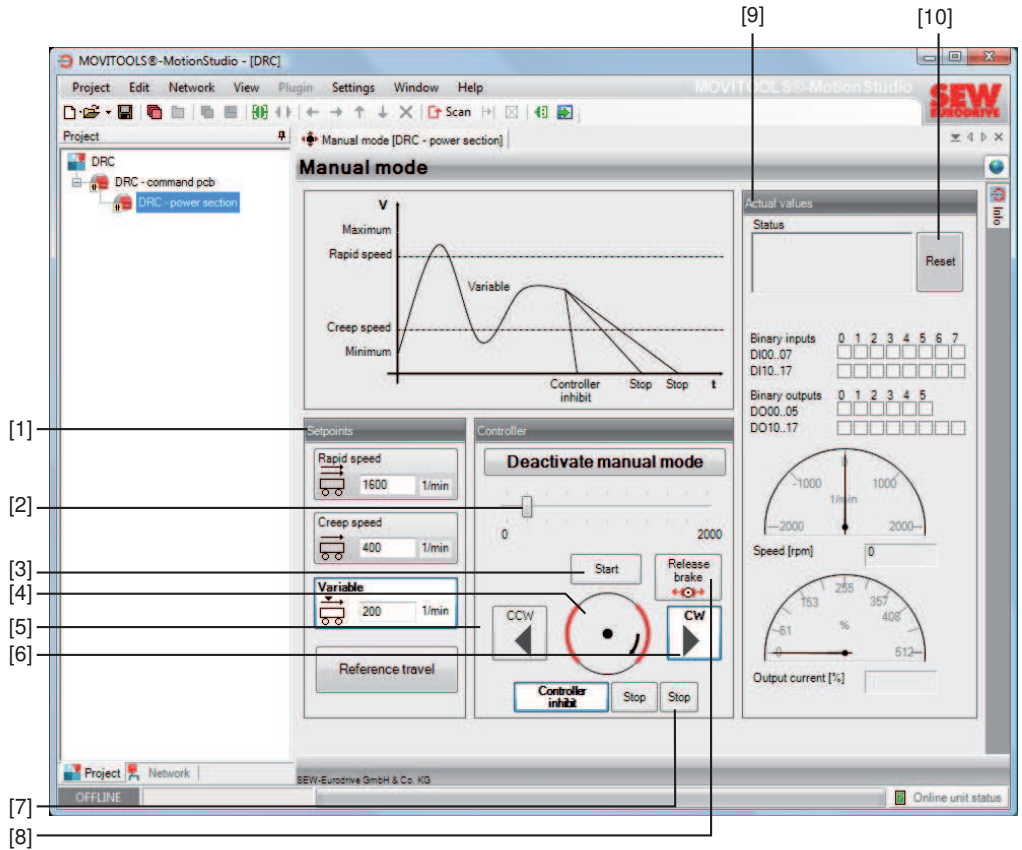 [9]
[10]
MOVITOOLS®-MotionStudio - [DRC]
Project Edit Network View Plugin Settings Window Help
MOVITOOLS®-MotionStudio
SEW
EURODRIVE
Scan
Project
Manual mode [DRC - power section]
DRC
DRC - command pcb
DRC - power section
Manual mode
Info
V
Maximum
Rapid speed
Variable
Creep speed
Minimum
Controller inhibit
Stop
Stop
t
Actual values
Status
Reset
Binary inputs 0 1 2 3 4 5 6 7
DI00..07
DI10..17
Binary outputs 0 1 2 3 4 5
DO00..05
DO10..17
0
-1000 1000
1/min
-2000 2000
Speed [rpm] 0
255
153 357
408
51 %
0 512
Output current [%]
[1]
Setpoints
Rapid speed
1600 1/min
Creep speed
400 1/min
Variable
200 1/min
Reference travel
Controller
Deactivate manual mode
[2]
0 2000
[3]
Start
Release brake
[4]
[5]
CCW
CW
[6]
Controller inhibit
Stop
Stop
Project Network
SEW-Eurodrive GmbH & Co. KG
OFFLINE
Online unit status
[7]
[8]